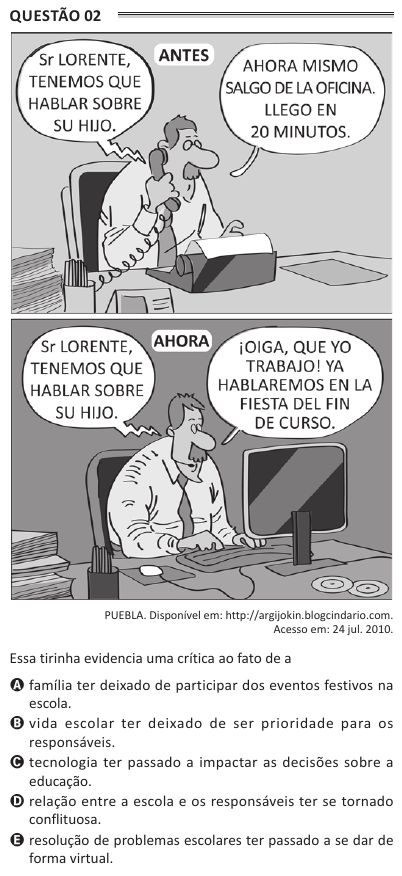 QUESTÃO 02
ANTES
Sr LORENTE,
TENEMOS QUE
HABLAR SOBRE
SU HIJO.
AHORA MISMO
SALGO DE LA OFICINA.
LLEGO EN
20 MINUTOS.
AHORA
Sr LORENTE,
TENEMOS QUE
HABLAR SOBRE
SU HIJO.
¡OIGA, QUE YO
TRABAJO! YA
HABLAREMOS EN LA
FIESTA DEL FIN
DE CURSO.
PUEBLA. Disponível em: http://argijokin.blogcindario.com.
Acesso em: 24 jul. 2010.
Essa tirinha evidencia uma crítica ao fato de a
A família ter deixado de participar dos eventos festivos na
escola.
B vida escolar ter deixado de ser prioridade para os
responsáveis.
C tecnologia ter passado a impactar as decisões sobre a
educação.
D relação entre a escola e os responsáveis ter se tornado
conflituosa.
E resolução de problemas escolares ter passado a se dar de
forma virtual.